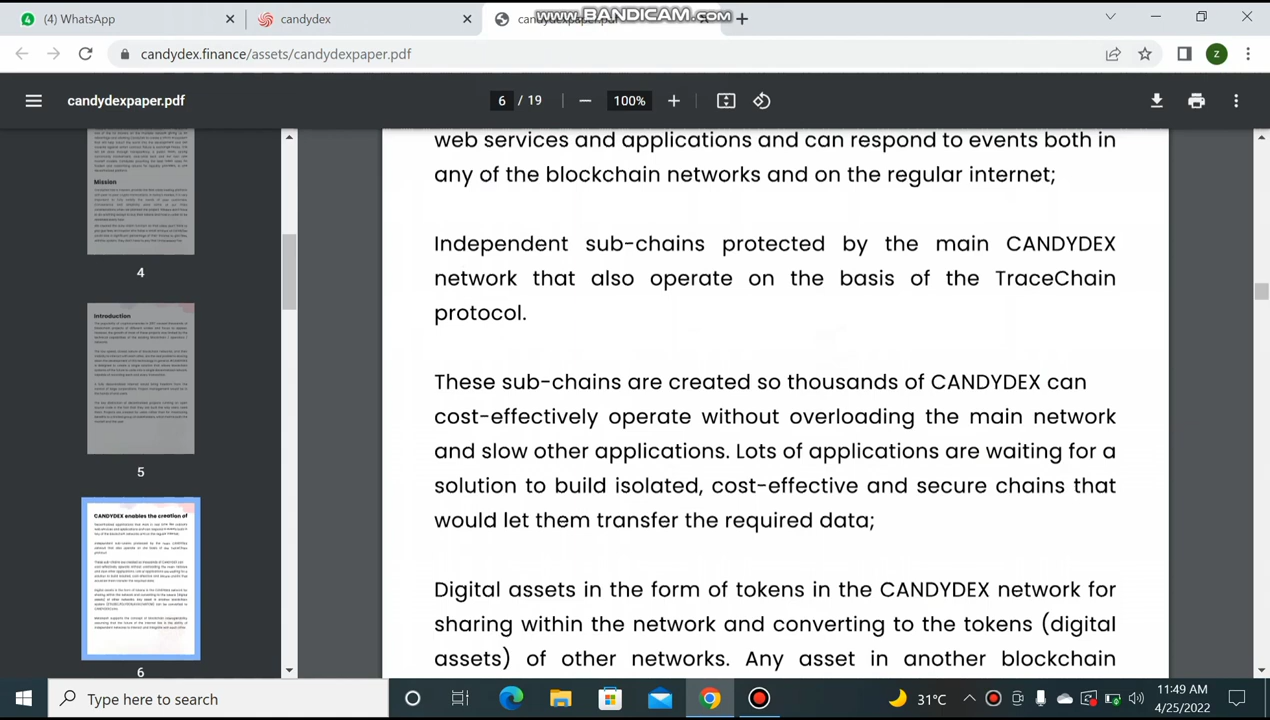 (4) WhatsApp
candydex
candydexpaper.pdf
www.BANDICAM.com
candydex.finance/assets/candydexpaper.pdf
Z
candydexpaper.pdf
6 / 19
100%
Mission
4
Introduction
5
CANDYDEX enables the creation of
6
web services and applications and can respond to events both in
any of the blockchain networks and on the regular internet;
Independent sub-chains protected by the main CANDYDEX
network that also operate on the basis of the TraceChain
protocol.
These sub-chains are created so thousands of CANDYDEX can
cost-effectively operate without overloading the main network
and slow other applications. Lots of applications are waiting for a
solution to build isolated, cost-effective and secure chains that
would let them transfer the required data;
Digital assets in the form of tokens in the CANDYDEX network for
sharing within the network and converting to the tokens (digital
assets) of other networks. Any asset in another blockchain
Type here to search
31°C
11:49 AM
4/25/2022